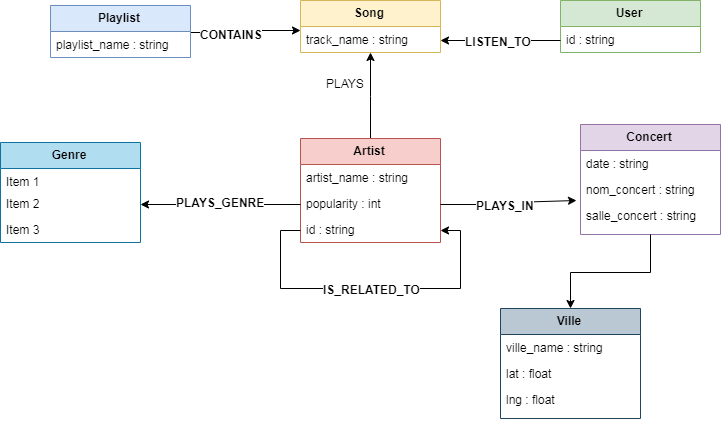 Playlist
playlist_name : string
CONTAINS
Song
track_name : string
LISTEN_TO
User
id : string
PLAYS
Genre
Item 1
Item 2
Item 3
PLAYS_GENRE
Artist
artist_name : string
popularity : int
id : string
IS_RELATED_TO
PLAYS_IN
Concert
date : string
nom_concert : string
salle_concert : string
Ville
ville_name : string
lat : float
lng : float